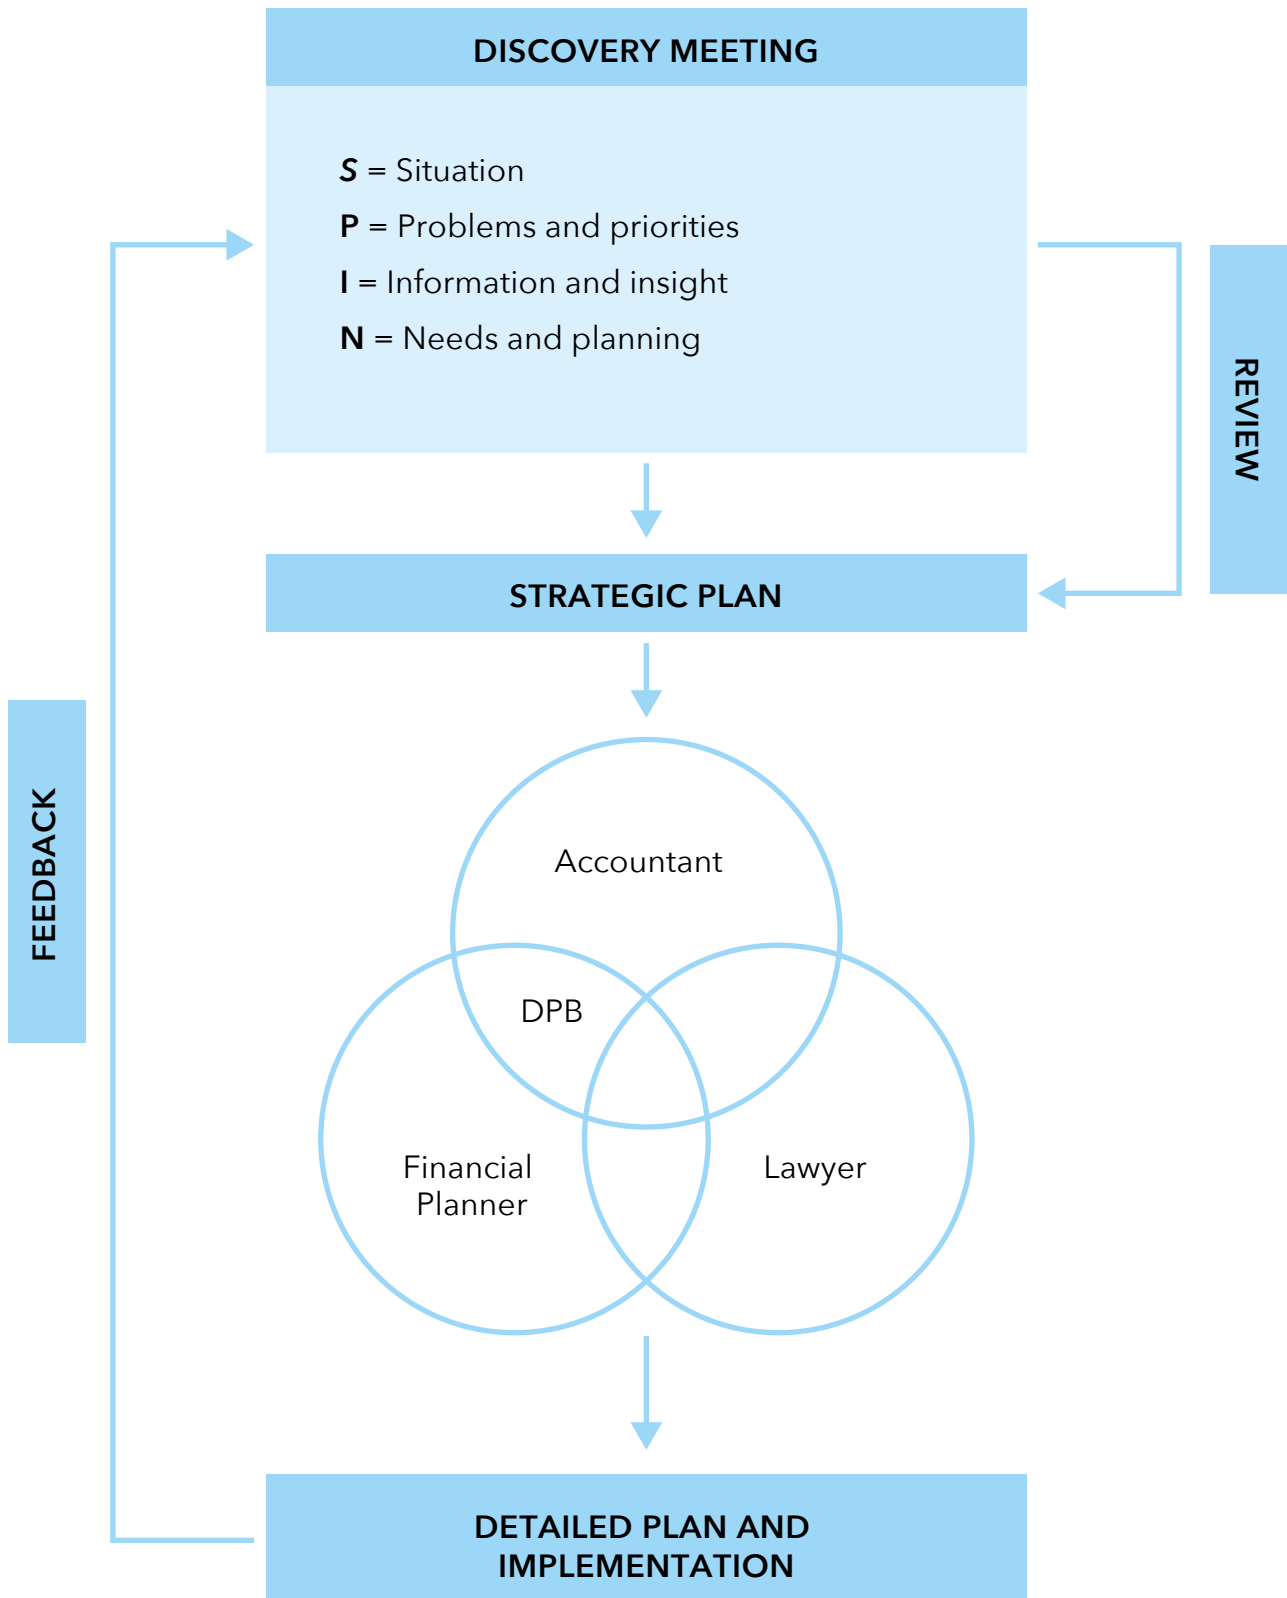 DISCOVERY MEETING
S = Situation
P = Problems and priorities
I = Information and insight
N = Needs and planning
REVIEW
STRATEGIC PLAN
FEEDBACK
Accountant
DPB
Financial
Planner
Lawyer
DETAILED PLAN AND
IMPLEMENTATION